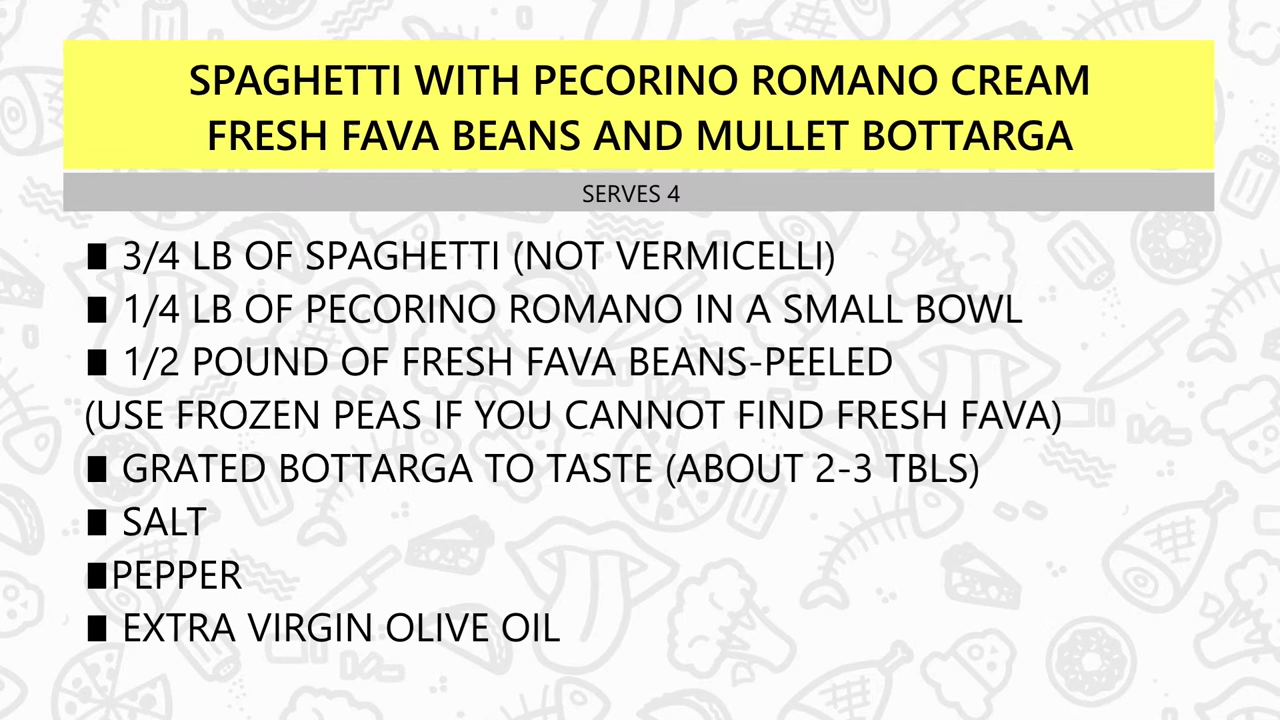 SPAGHETTI WITH PECORINO ROMANO CREAM
FRESH FAVA BEANS AND MULLET BOTTARGA
SERVES 4
■ 3/4 LB OF SPAGHETTI (NOT VERMICELLI)
■ 1/4 LB OF PECORINO ROMANO IN A SMALL BOWL
■ 1/2 POUND OF FRESH FAVA BEANS-PEELED
(USE FROZEN PEAS IF YOU CANNOT FIND FRESH FAVA)
■ GRATED BOTTARGA TO TASTE (ABOUT 2-3 TBLS)
■ SALT
■PEPPER
■ EXTRA VIRGIN OLIVE OIL